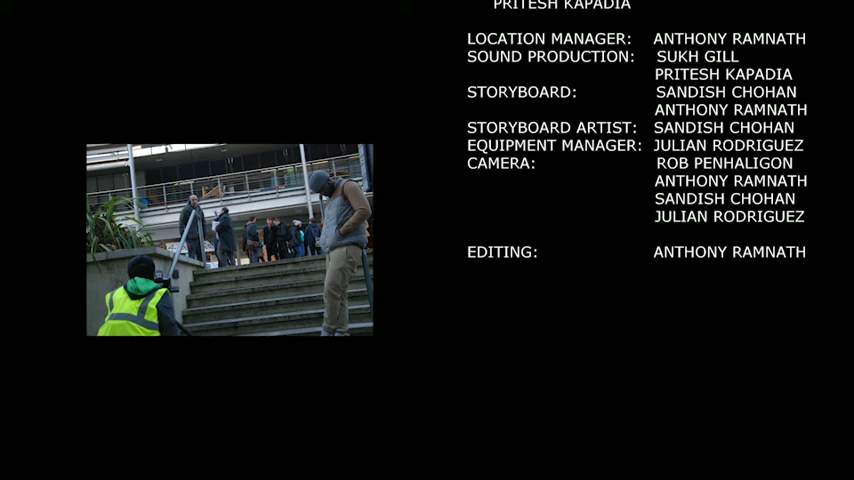 PRITESH KAPADIA
LOCATION MANAGER: ANTHONY RAMNATH
SOUND PRODUCTION: SUKH GILL
PRITESH KAPADIA
STORYBOARD: SANDISH CHOHAN
ANTHONY RAMNATH
STORYBOARD ARTIST: SANDISH CHOHAN
EQUIPMENT MANAGER: JULIAN RODRIGUEZ
CAMERA: ROB PENHALIGON
ANTHONY RAMNATH
SANDISH CHOHAN
JULIAN RODRIGUEZ
EDITING: ANTHONY RAMNATH